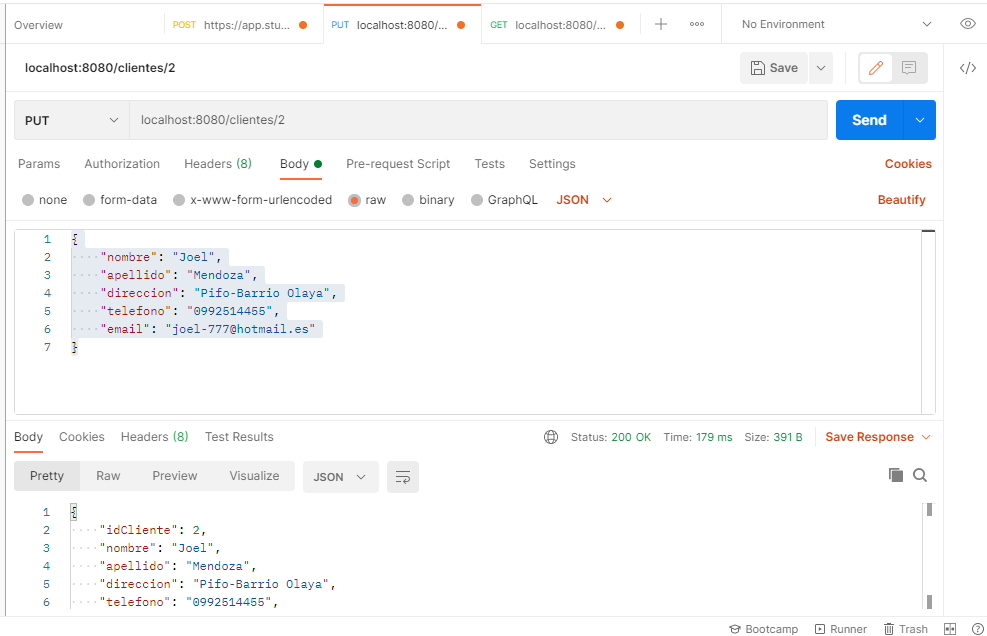 Overview
POST https://app.stu...
PUT localhost:8080/...
GET localhost:8080/...
No Environment
localhost:8080/clientes/2
Save
PUT
localhost:8080/clientes/2
Send
Params Authorization Headers (8) Body Pre-request Script Tests Settings Cookies
none form-data x-www-form-urlencoded raw binary GraphQL JSON Beautify
1 {
2 "nombre": "Joel",
3 "apellido": "Mendoza",
4 "direccion": "Pifo-Barrio Olaya",
5 "telefono": "0992514455",
6 "email": "joel-777@hotmail.es"
7 }
Body Cookies Headers (8) Test Results Status: 200 OK Time: 179 ms Size: 391 B Save Response
Pretty Raw Preview Visualize JSON
1 {
2 "idCliente": 2,
3 "nombre": "Joel",
4 "apellido": "Mendoza",
5 "direccion": "Pifo-Barrio Olaya",
6 "telefono": "0992514455",
Bootcamp Runner Trash